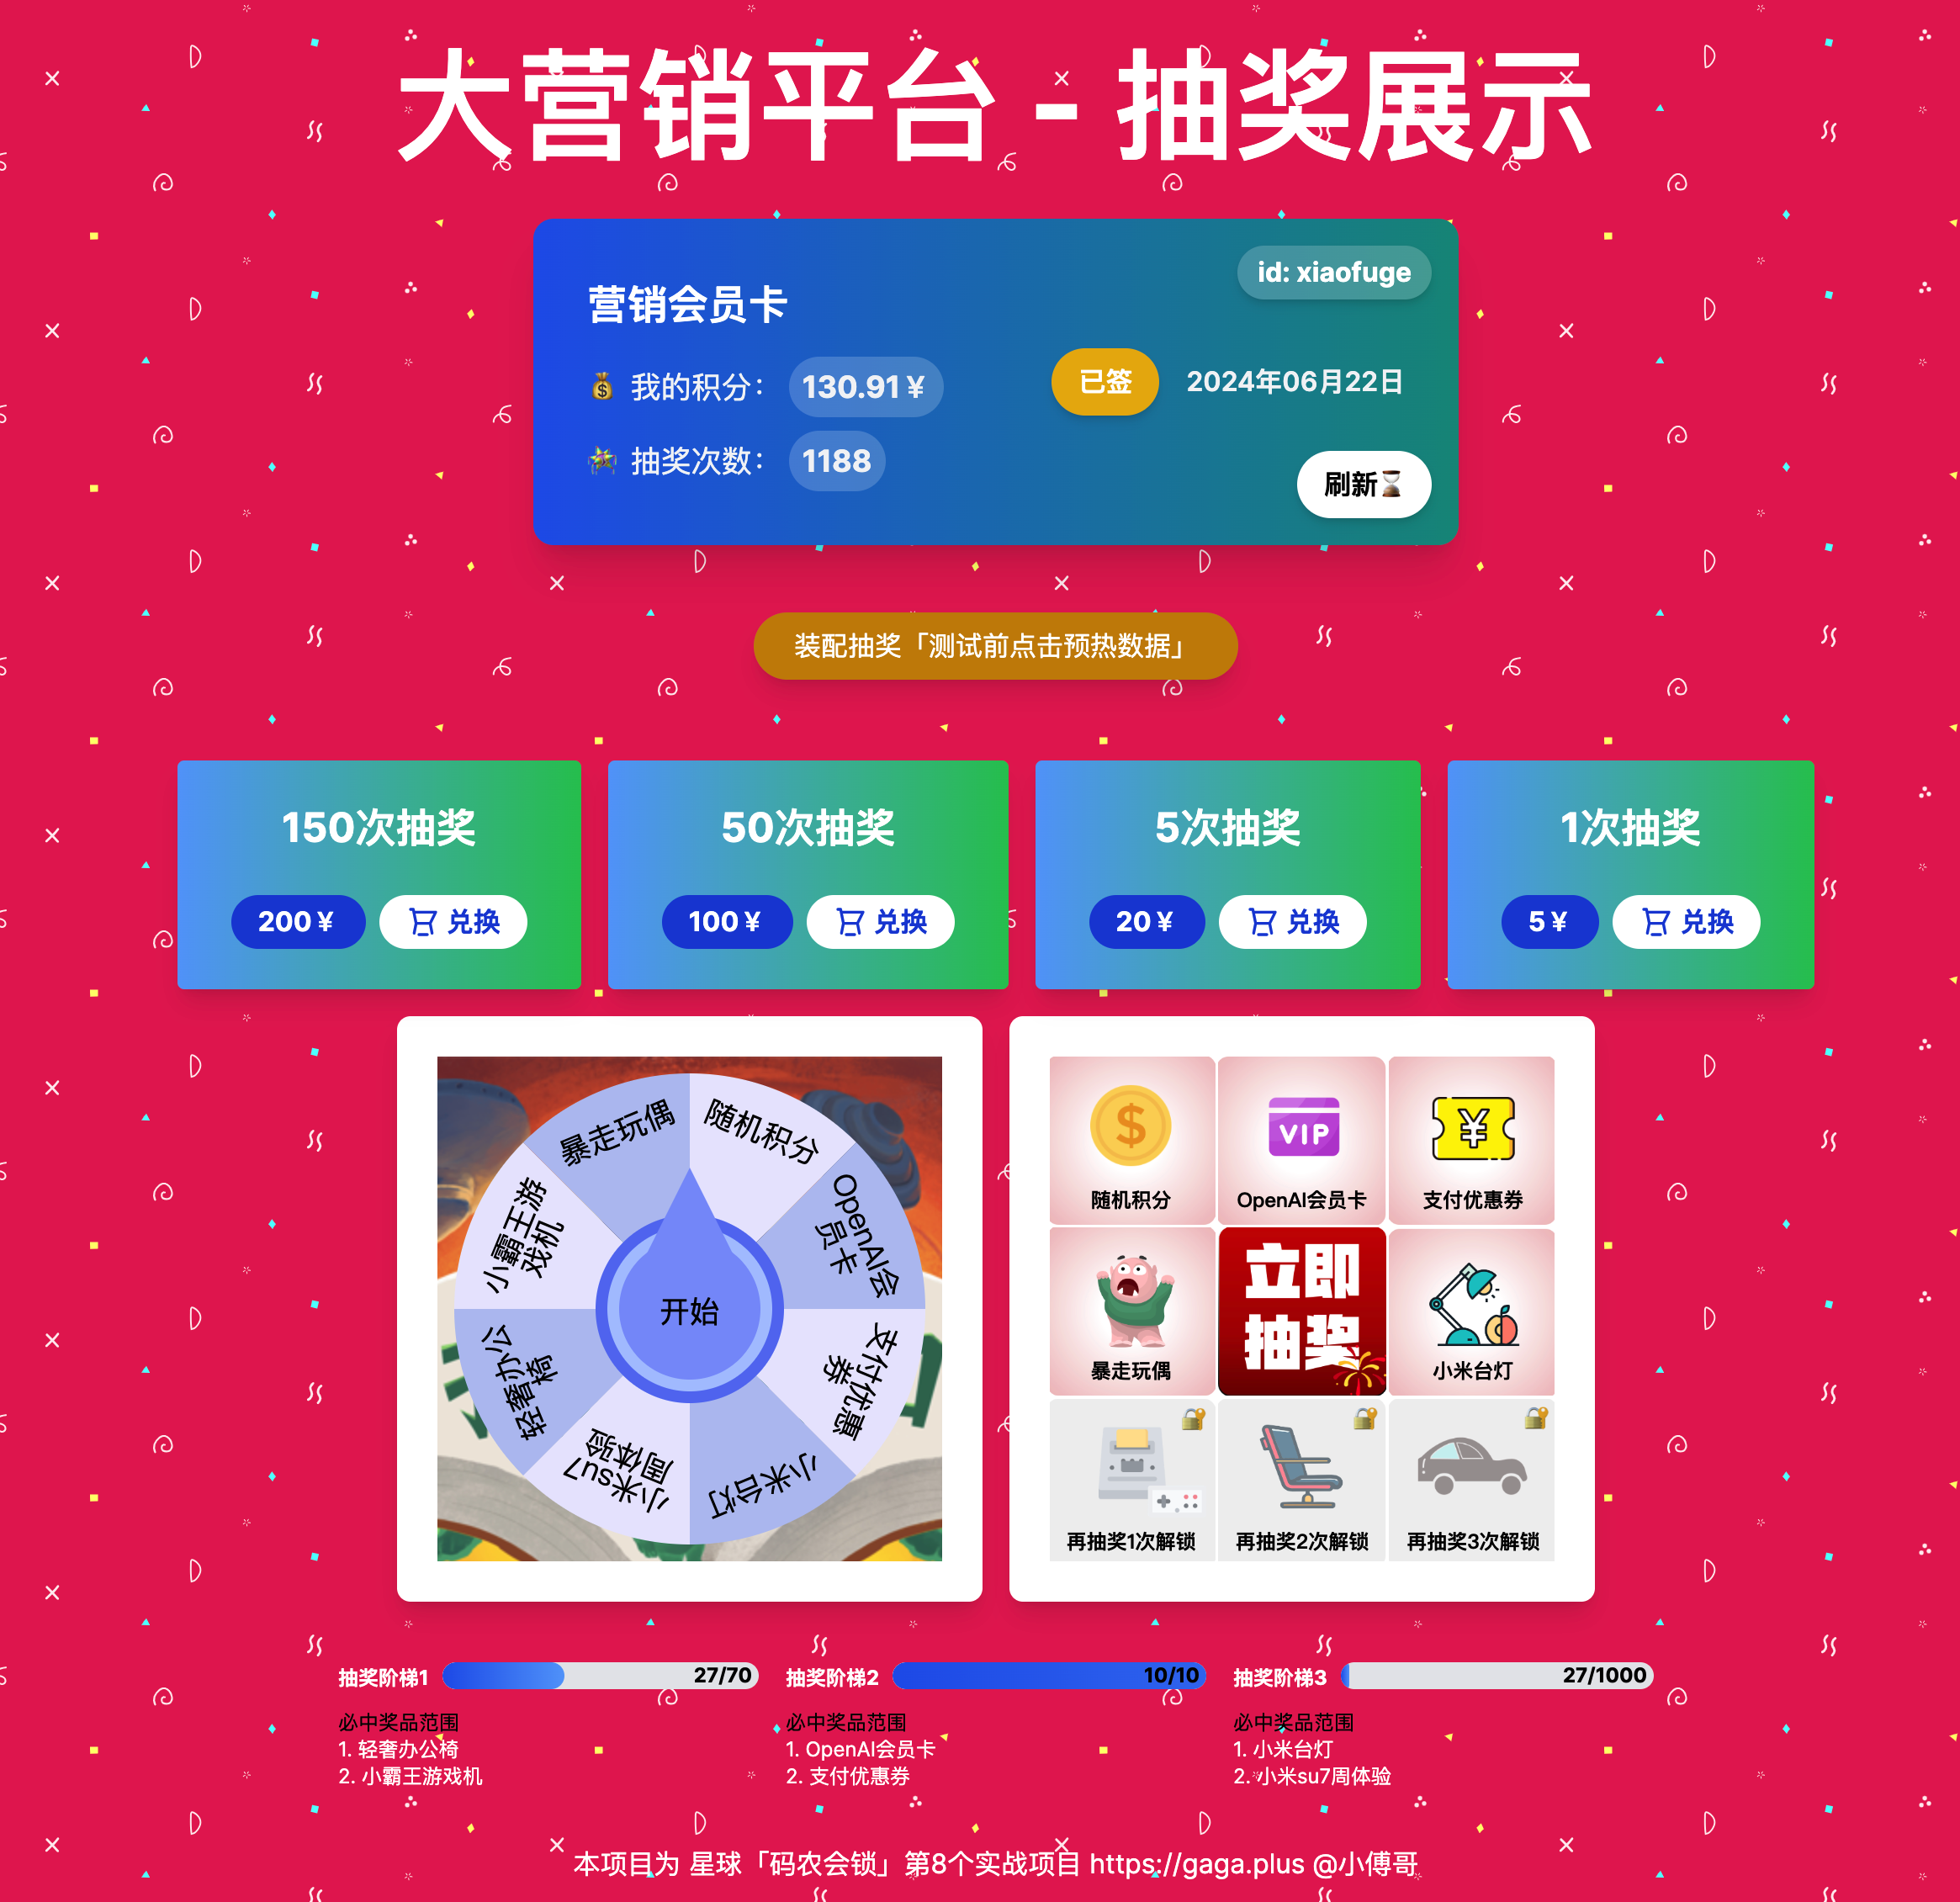 大营销平台 - 抽奖展示
id: xiaofuge
营销会员卡
💰 我的积分： 130.91￥
已签 2024年06月22日
抽奖次数： 1188
刷新⌛
装配抽奖「测试前点击预热数据」
150次抽奖
200￥ 兑换
50次抽奖
100￥ 兑换
5次抽奖
20￥ 兑换
1次抽奖
5￥ 兑换
随机积分
OpenAI会
员卡
支付优惠
券
小米台灯
小米su7
周体验
轻奢办公
椅
小霸王游
戏机
暴走玩偶
开始
随机积分
VIP
OpenAI会员卡
¥
支付优惠券
暴走玩偶
立即
抽奖
小米台灯
再抽奖1次解锁
再抽奖2次解锁
再抽奖3次解锁
抽奖阶梯1 27/70
必中奖品范围
1. 轻奢办公椅
2. 小霸王游戏机
抽奖阶梯2 10/10
必中奖品范围
1. OpenAI会员卡
2. 支付优惠券
抽奖阶梯3 27/1000
必中奖品范围
1. 小米台灯
2. 小米su7周体验
本项目为 星球「码农会锁」第8个实战项目 https://gaga.plus @小傅哥